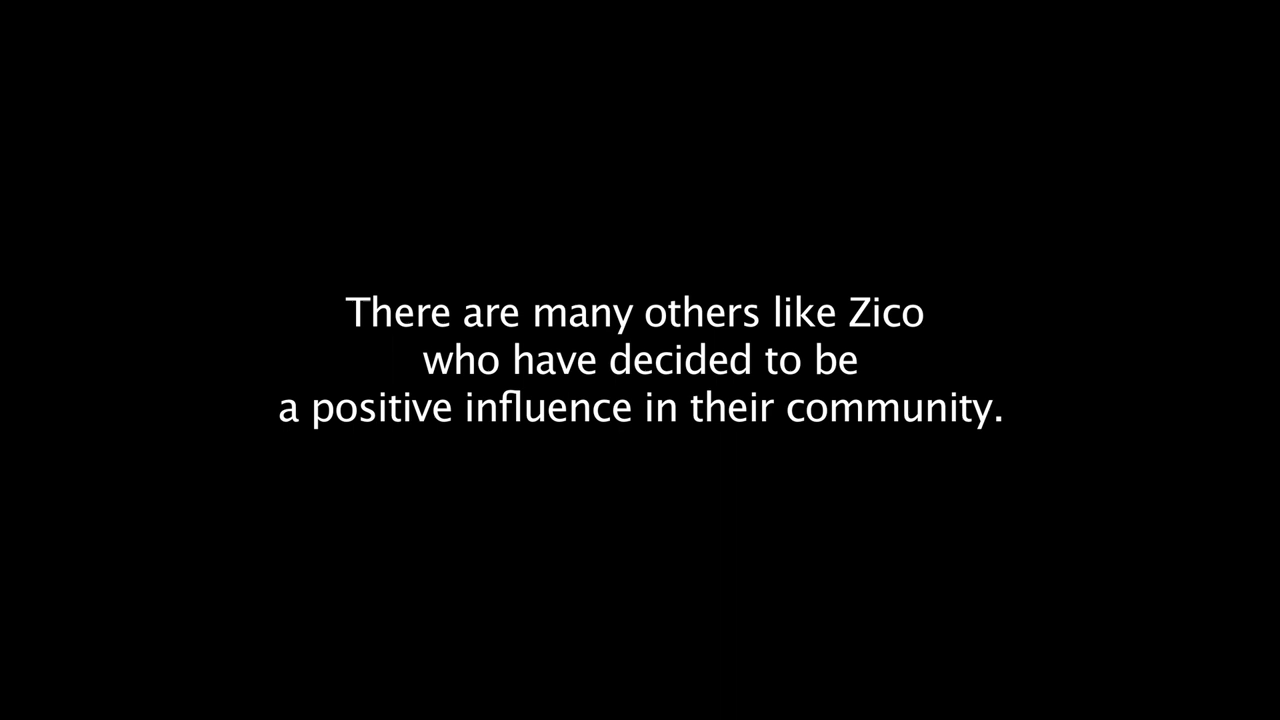 There are many others like Zico
who have decided to be
a positive influence in their community.